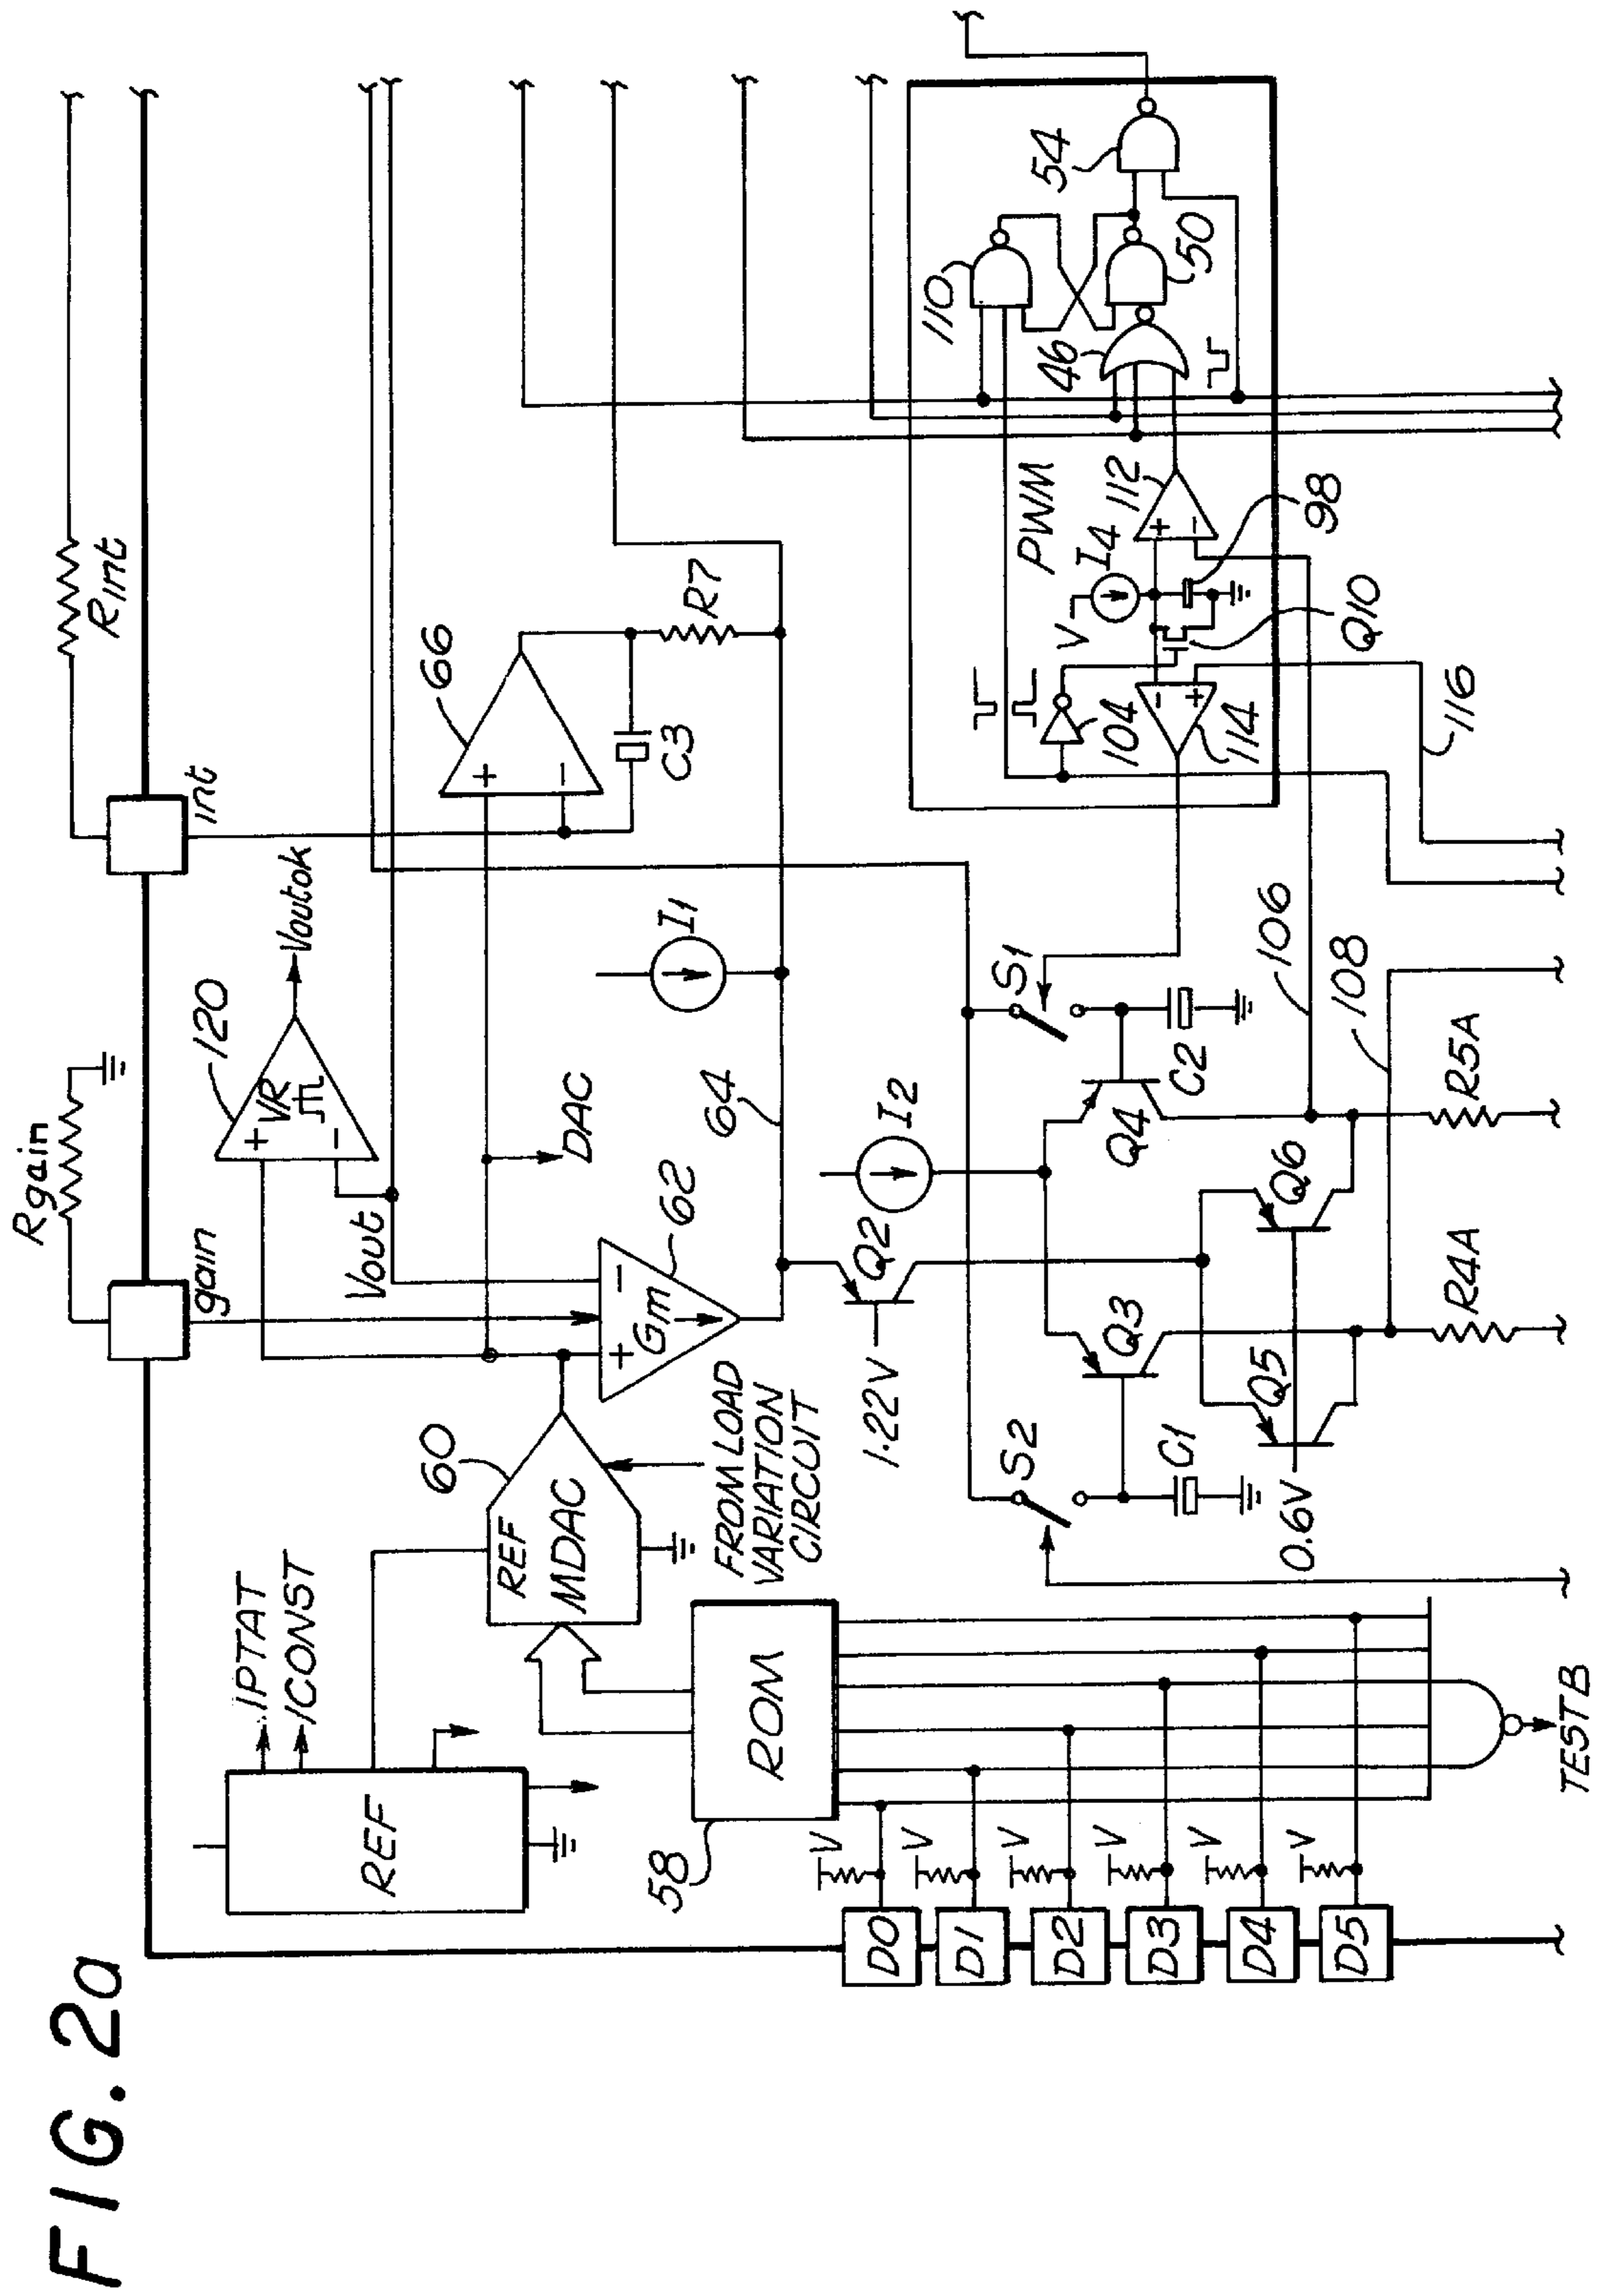 FIG. 2a
Rgain
gain
Rint
int
REF
IPTAT
ICONST
60
REF
MDAC
FROM LOAD
VARIATION
CIRCUIT
120
+
VR
−
Voutok
Vout
+
Gm
−
62
DAC
64
I1
66
+
−
C3
R7
58
ROM
D0
D1
D2
D3
D4
D5
V
V
V
V
V
V
TESTB
1.22V
Q2
I2
S2
C1
Q3
Q4
S1
C2
0.6V
Q5
Q6
R4A
R5A
106
108
116
PWM
104
114
−
+
Q10
V
I4
98
112
+
−
46
110
50
54